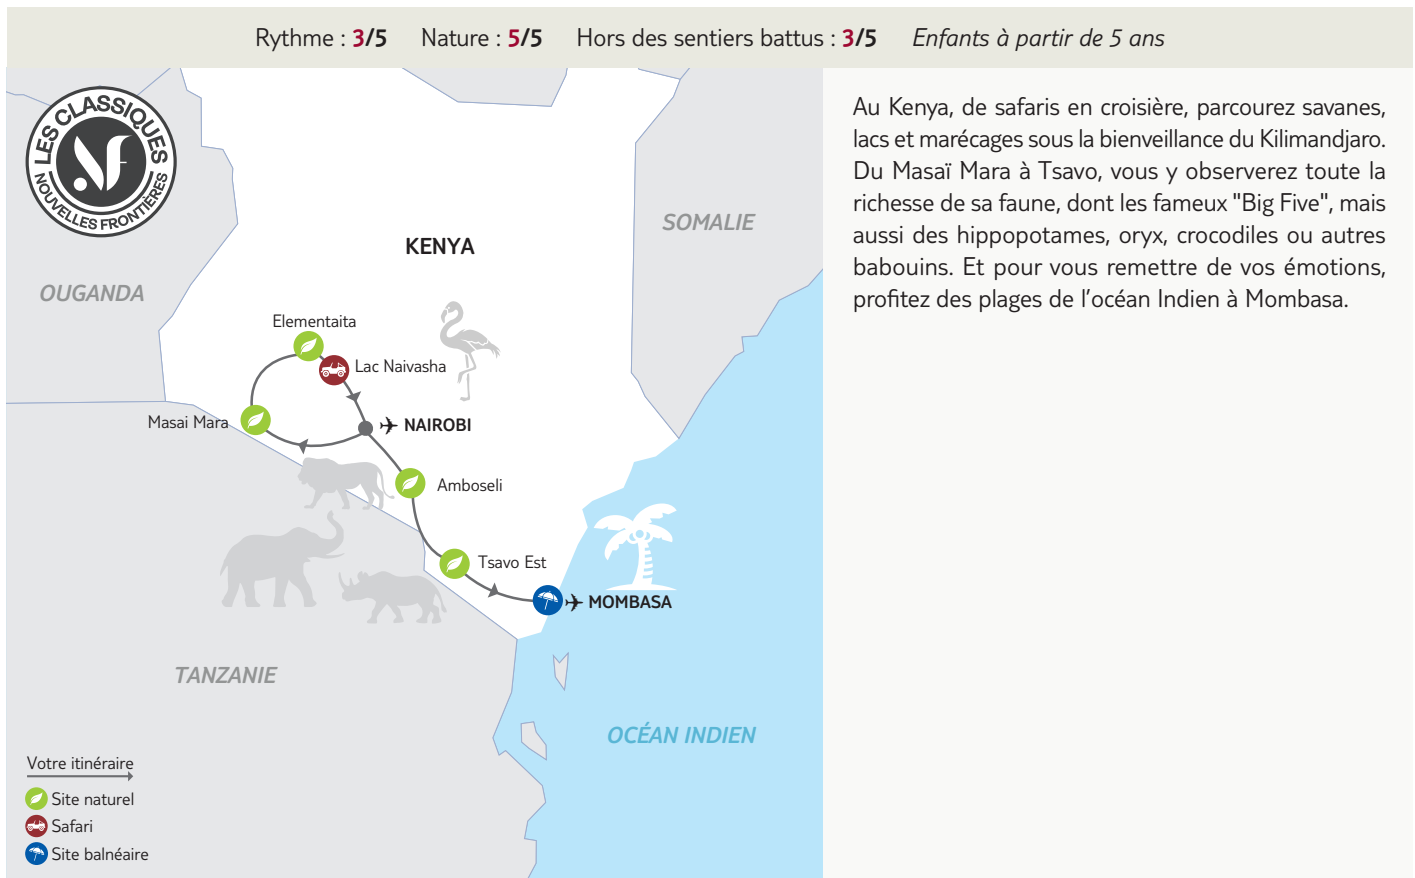 Rythme : 3/5 Nature : 5/5 Hors des sentiers battus : 3/5 Enfants à partir de 5 ans
LES CLASSIQUES
NF
NOUVELLES FRONTIÈRES
Au Kenya, de safaris en croisière, parcourez savanes,
lacs et marécages sous la bienveillance du Kilimandjaro.
Du Masaï Mara à Tsavo, vous y observerez toute la
richesse de sa faune, dont les fameux "Big Five", mais
aussi des hippopotames, oryx, crocodiles ou autres
babouins. Et pour vous remettre de vos émotions,
profitez des plages de l'océan Indien à Mombasa.
SOMALIE
KENYA
OUGANDA
Elementaita
Lac Naivasha
Masai Mara
NAIROBI
Amboseli
Tsavo Est
MOMBASA
TANZANIE
OCÉAN INDIEN
Votre itinéraire
Site naturel
Safari
Site balnéaire